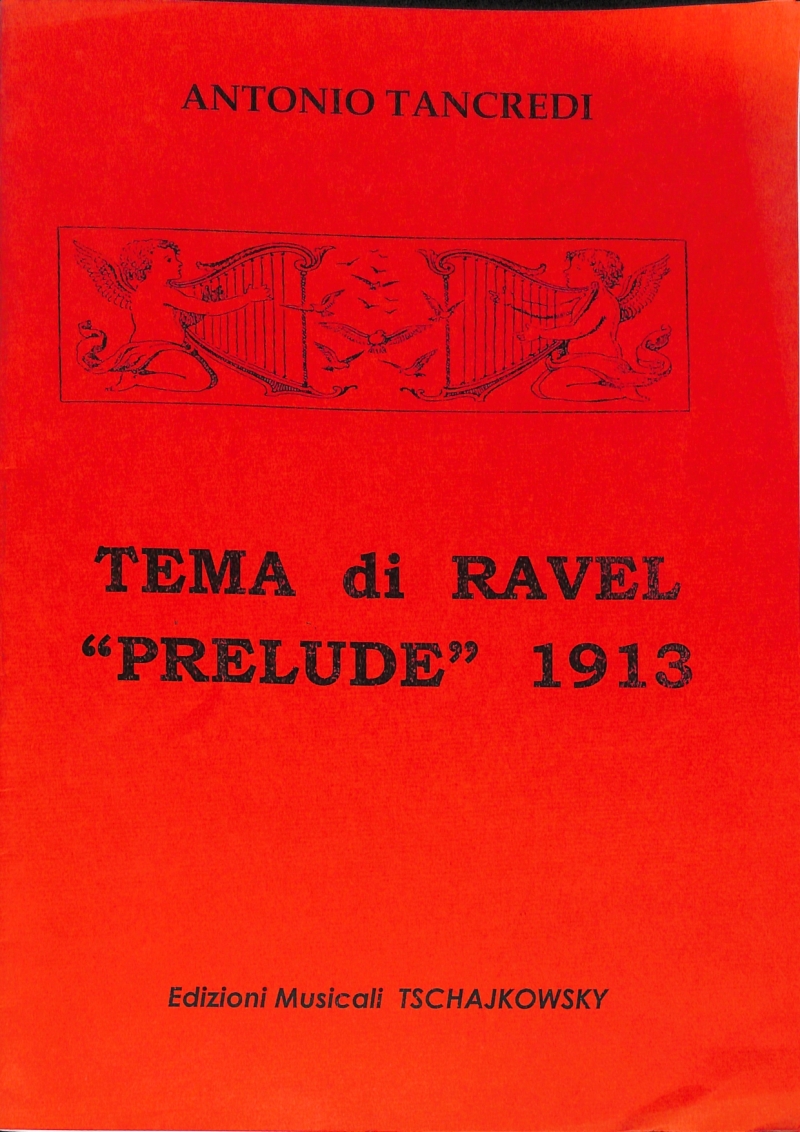 ANTONIO TANCREDI
TEMA di RAVEL
“PRELUDE” 1913
Edizioni Musicali TSCHAJKOWSKY